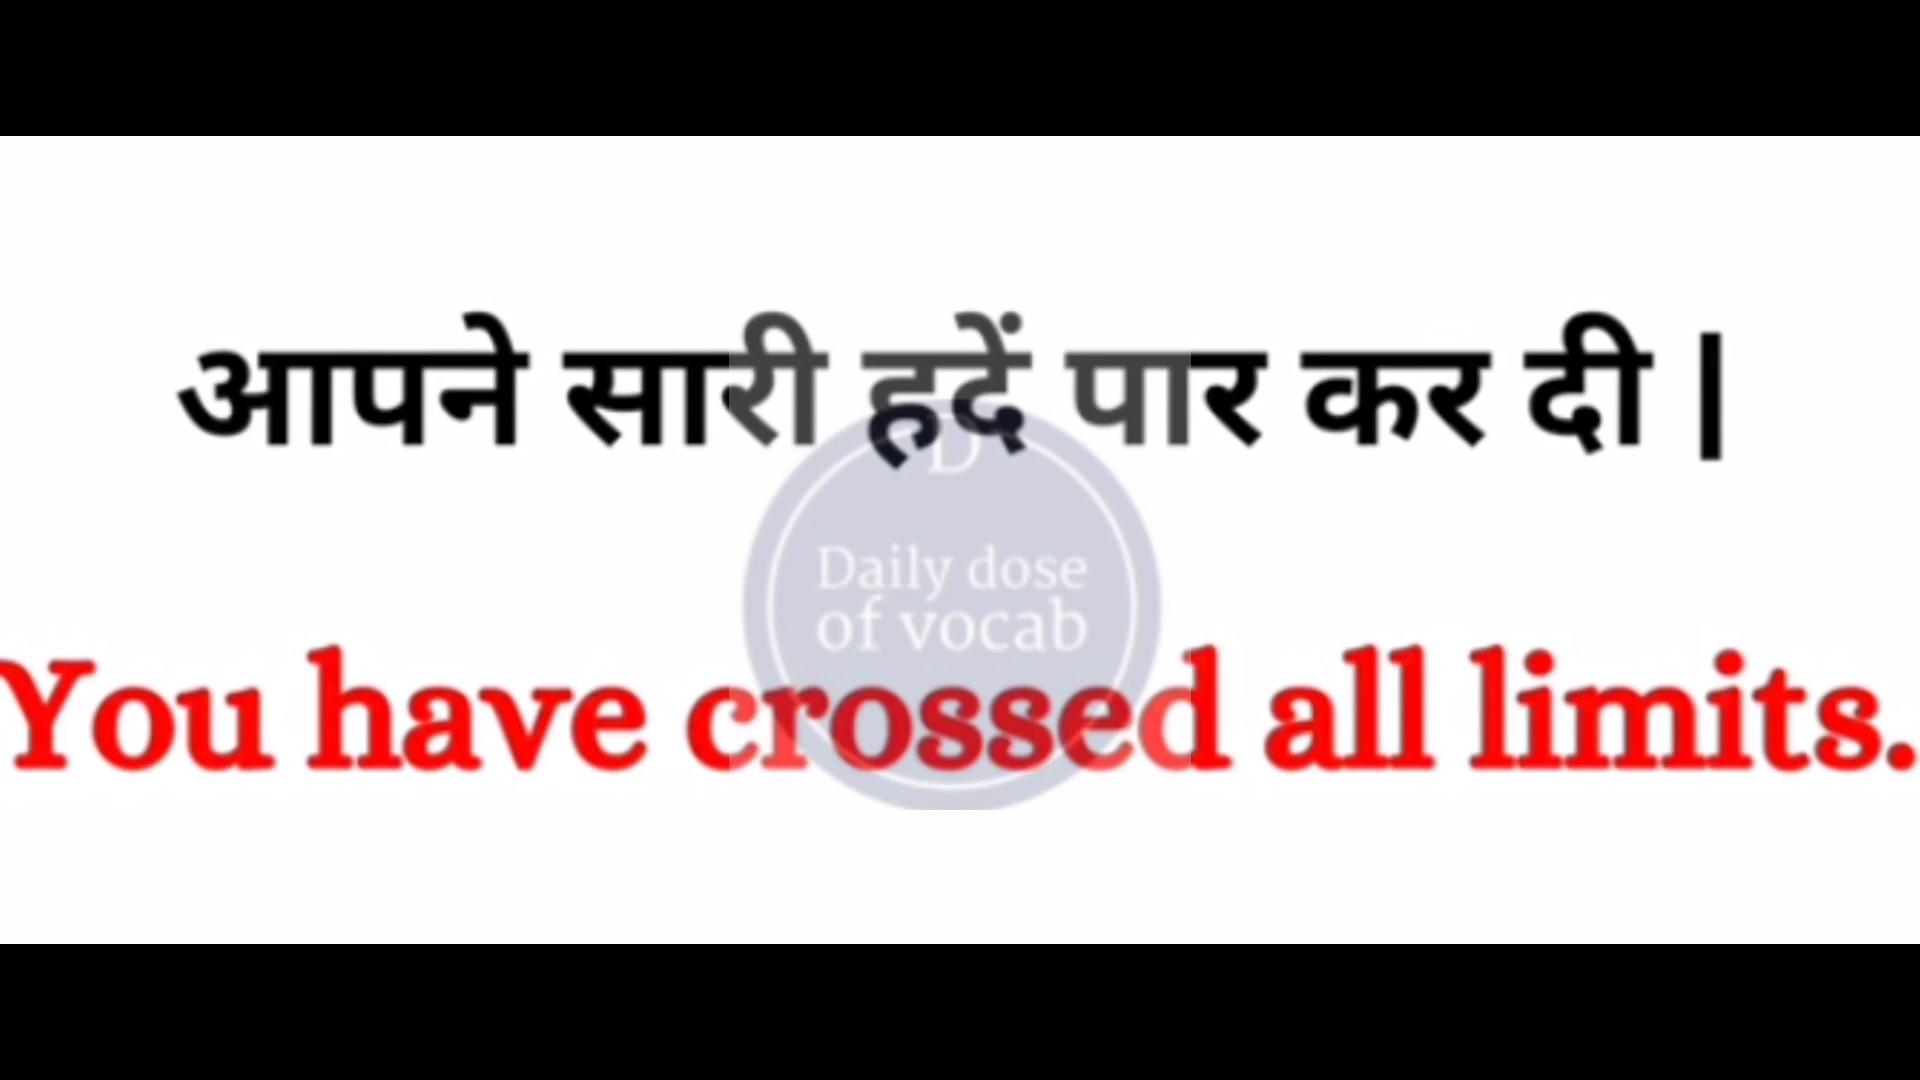 आपने सारी हदें पार कर दी |
D
Daily dose
of vocab
You have crossed all limits.